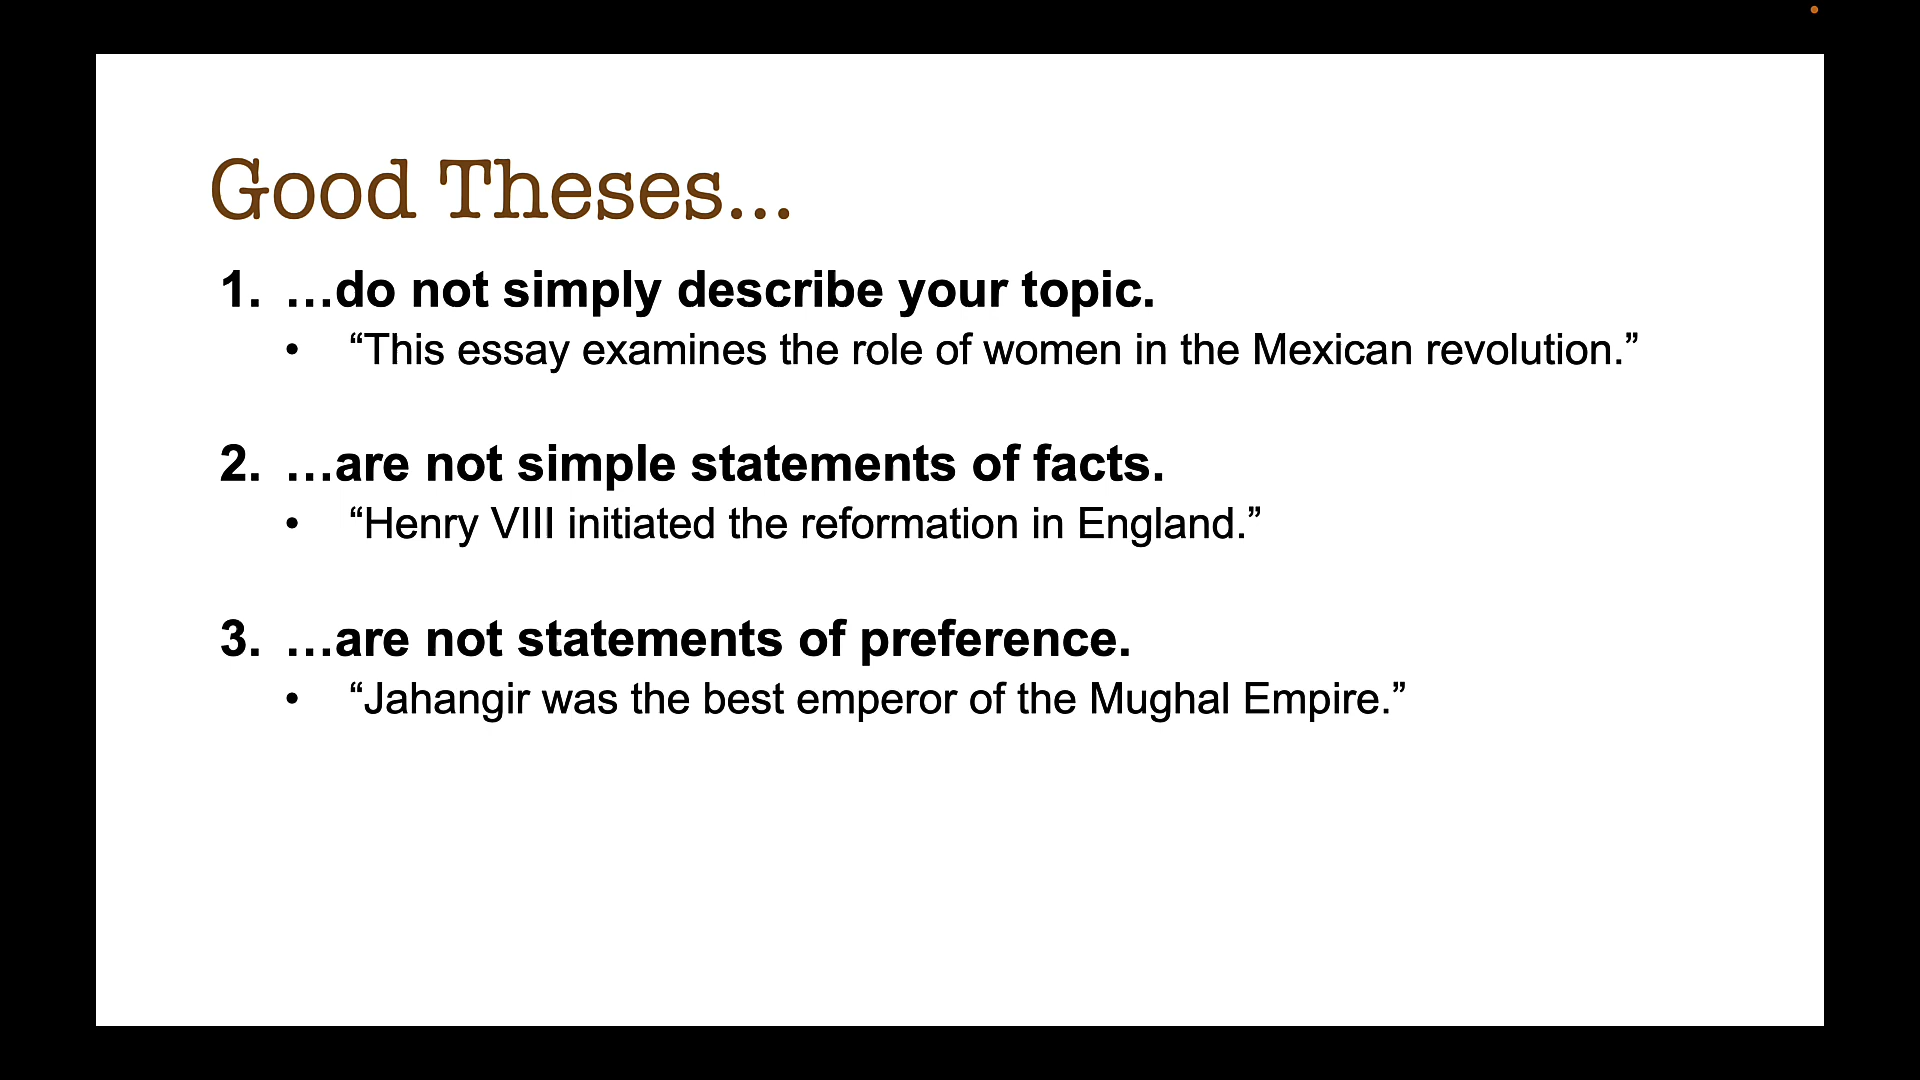 Good Theses...
1. …do not simply describe your topic.
• “This essay examines the role of women in the Mexican revolution.”
2. …are not simple statements of facts.
• “Henry VIII initiated the reformation in England.”
3. …are not statements of preference.
• “Jahangir was the best emperor of the Mughal Empire.”